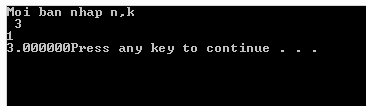 Moi ban nhap n,k
3
1
3.000000Press any key to continue . . .